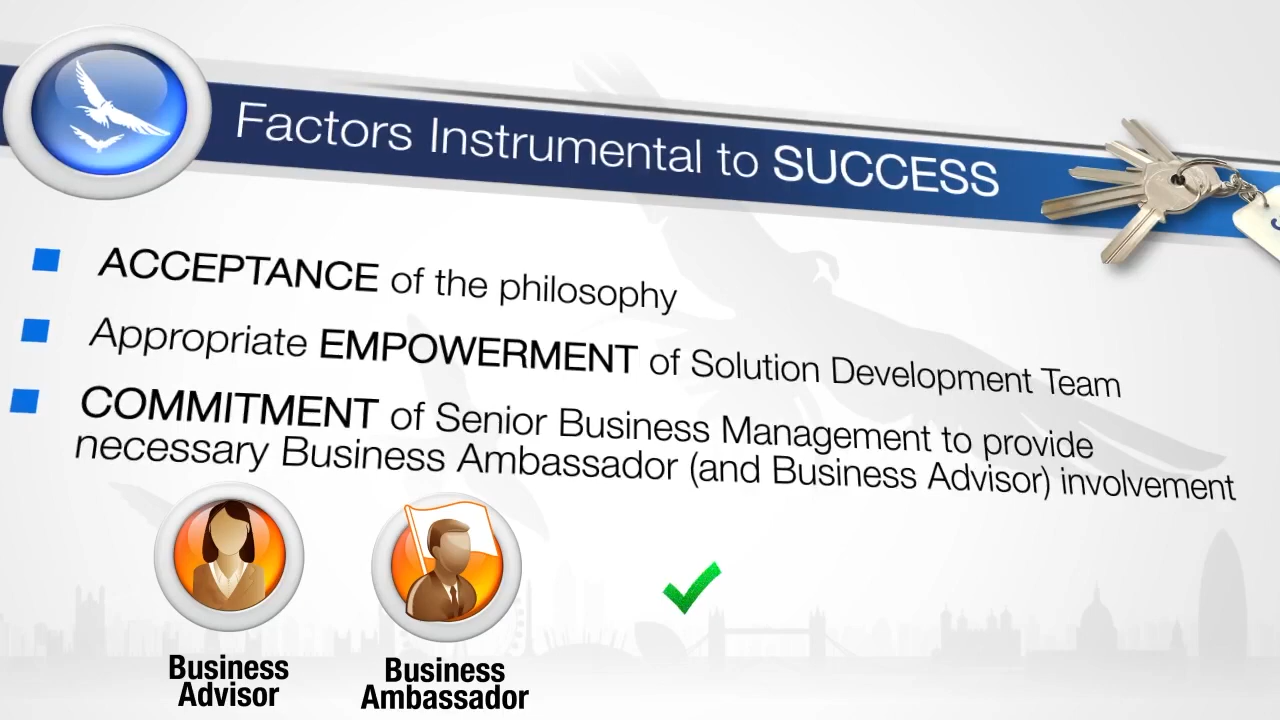 Factors Instrumental to SUCCESS
ACCEPTANCE of the philosophy
Appropriate EMPOWERMENT of Solution Development Team
COMMITMENT of Senior Business Management to provide
necessary Business Ambassador (and Business Advisor) involvement
Business
Advisor
Business
Ambassador